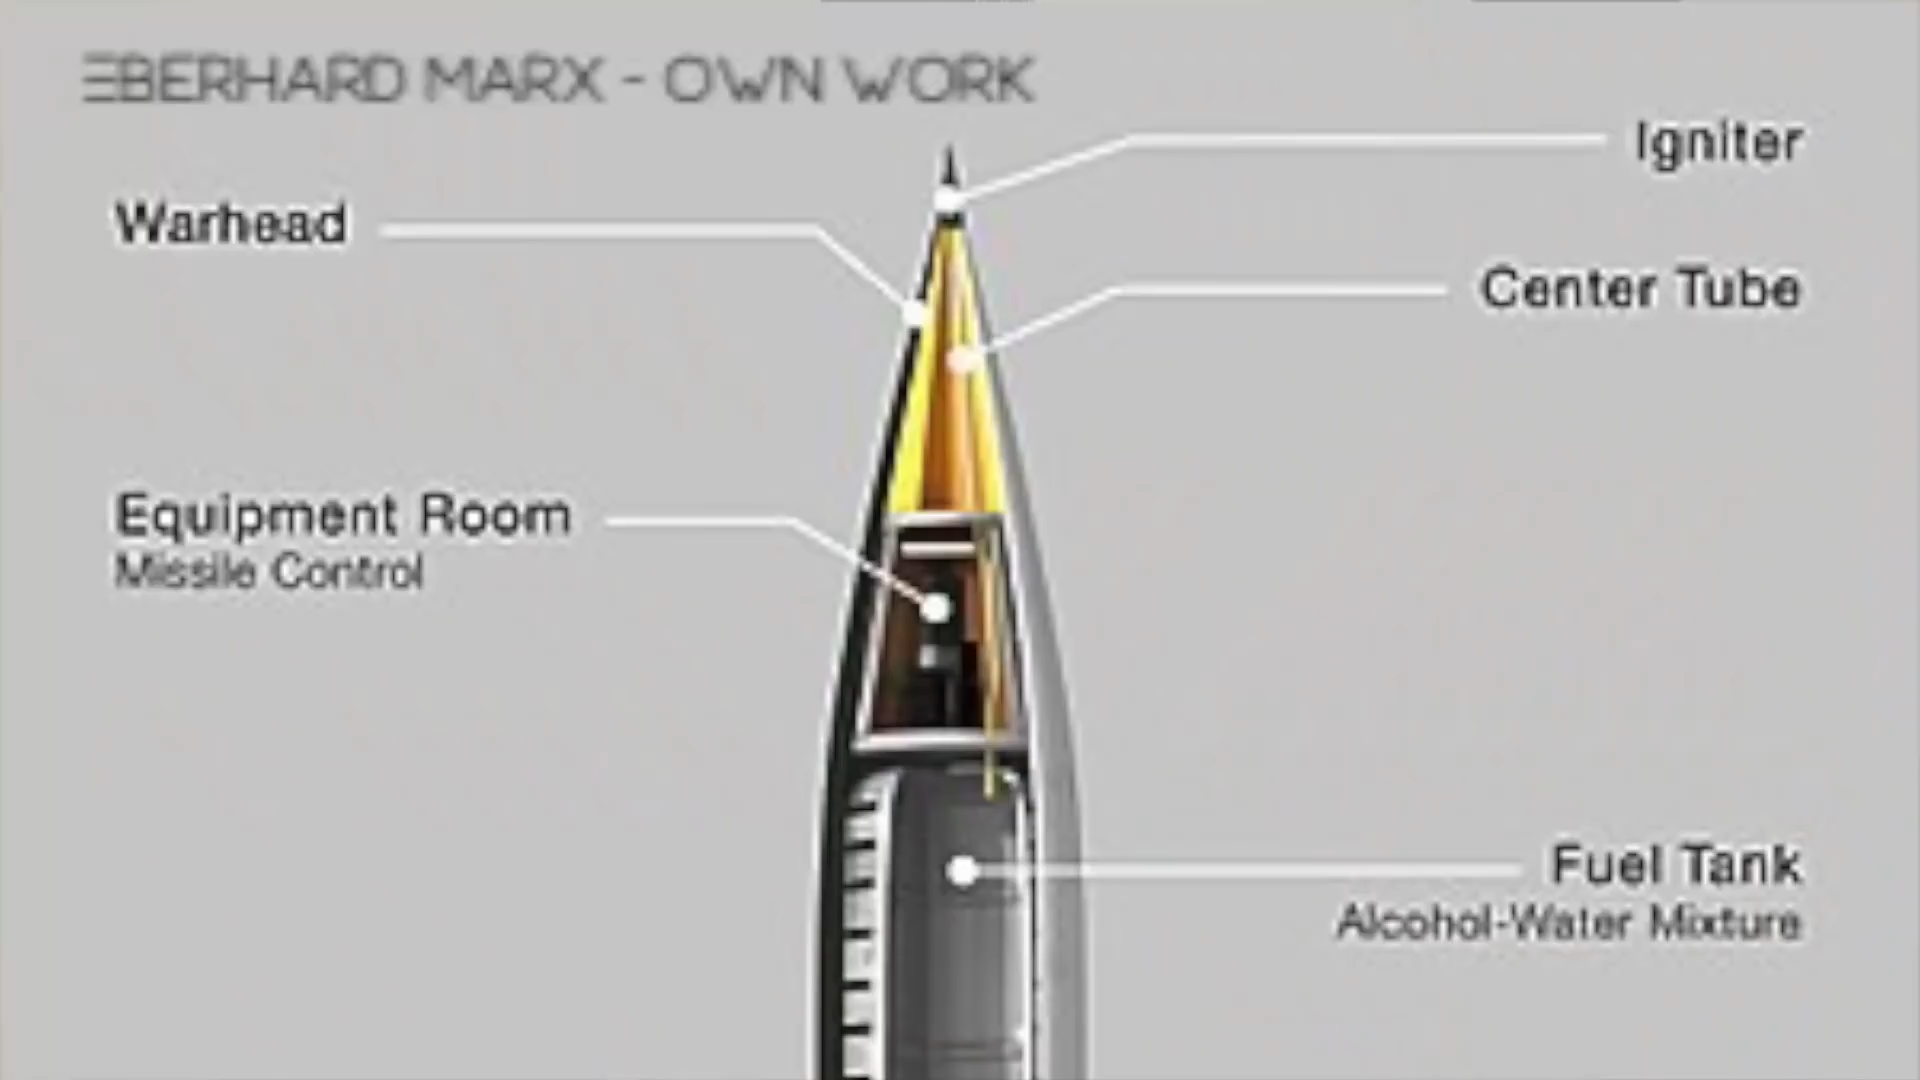 EBERHARD MARX - OWN WORK
Igniter
Warhead
Center Tube
Equipment Room
Missile Control
Fuel Tank
Alcohol-Water Mixture